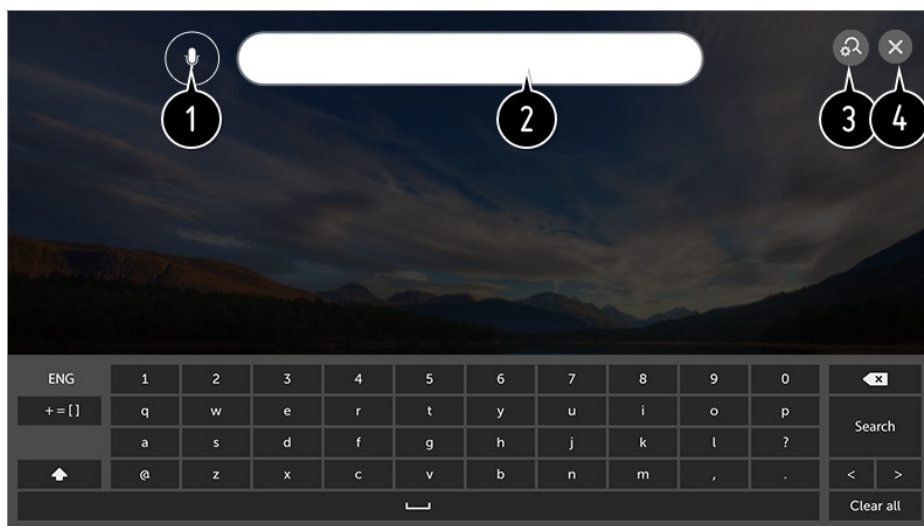 1 2 3 4
ENG 1 2 3 4 5 6 7 8 9 0
+=[] q w e r t y u i o p
a s d f g h j k l ? Search
@ z x c v b n m , . < >
Clear all